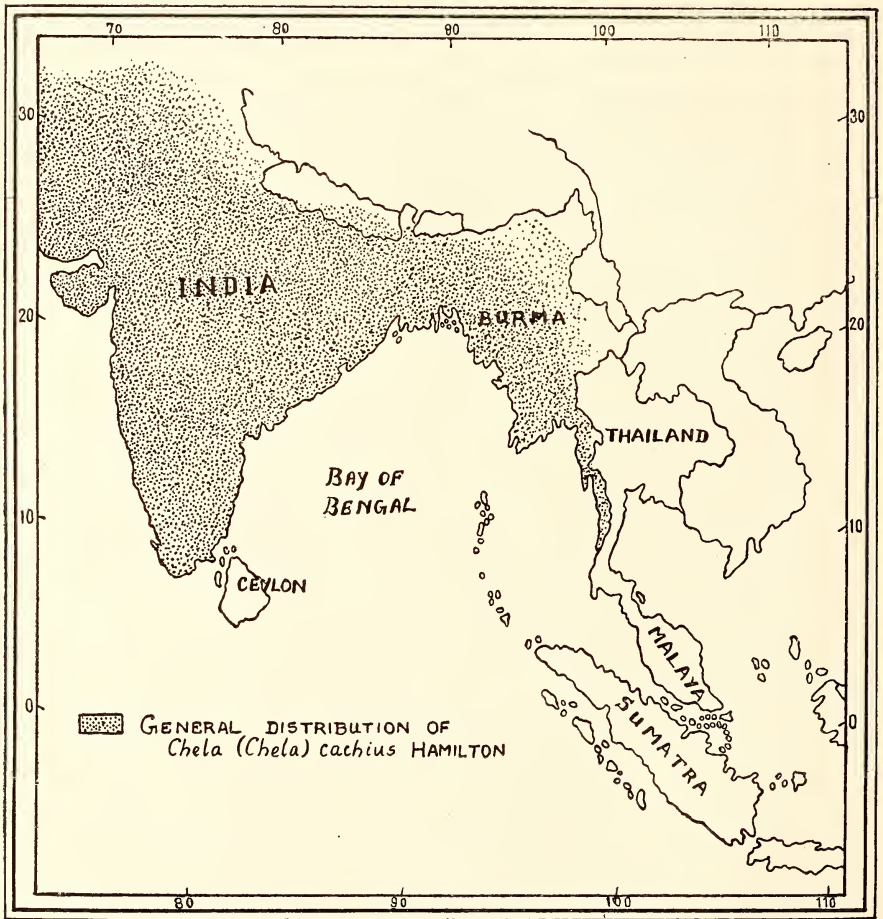 70 80 90 100 110
30 30
INDIA
20 BURMA 20
THAILAND
BAY OF
BENGAL
10 10
CEYLON
MALAYA
0 0
SUMATRA
GENERAL DISTRIBUTION OF
Chela (Chela) cachius HAMILTON
80 90 100 110